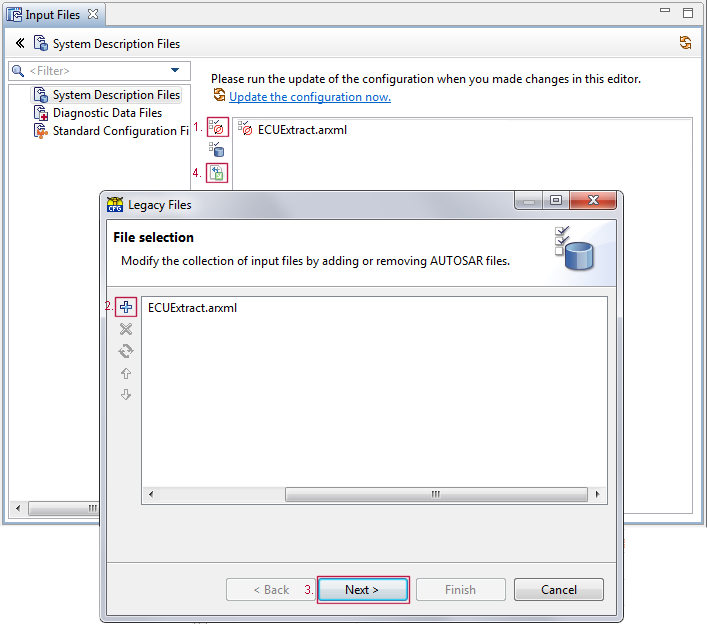 Input Files
System Description Files
<Filter>
System Description Files
Diagnostic Data Files
Standard Configuration Fi
Please run the update of the configuration when you made changes in this editor.
Update the configuration now.
1.
ECUExtract.arxml
4.
CFG
Legacy Files
File selection
Modify the collection of input files by adding or removing AUTOSAR files.
2.
ECUExtract.arxml
< Back
3.
Next >
Finish
Cancel